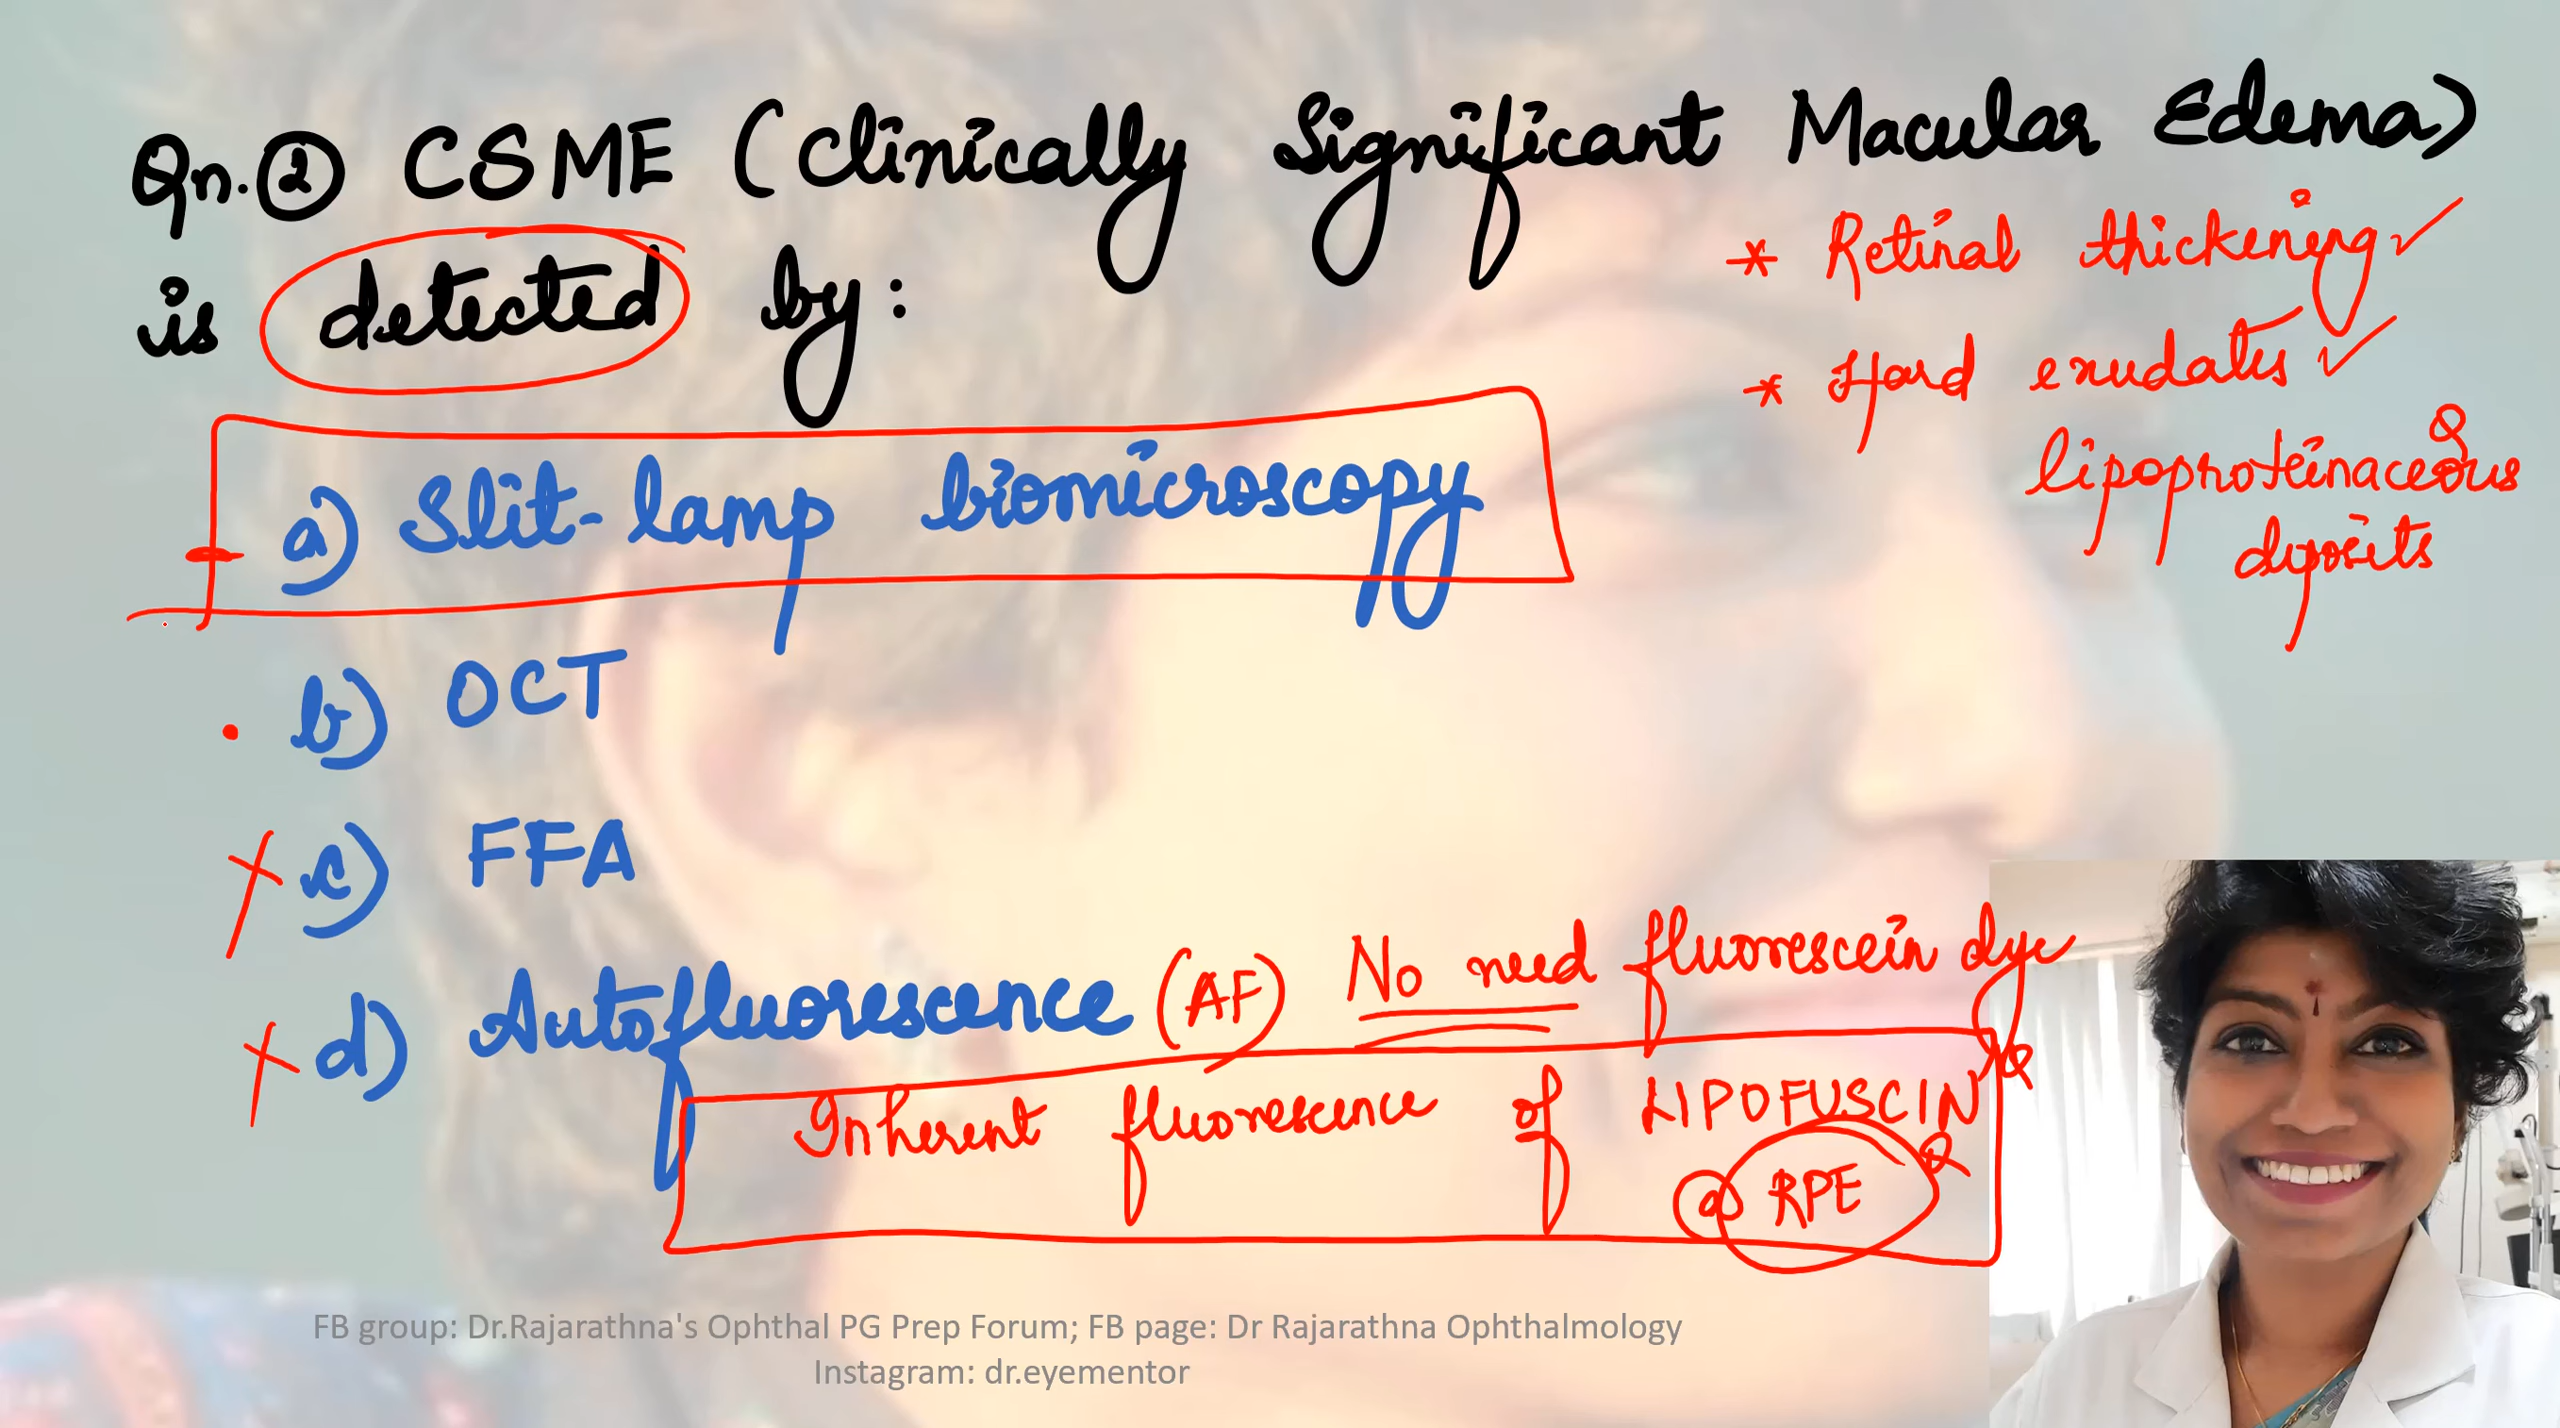 Qn. 2 CSME (Clinically Significant Macular Edema)
is detected by:
* Retinal thickening ✓
* Hard exudates ✓
lipoproteinaceous
deposits
a) Slit-lamp biomicroscopy
b) OCT
c) FFA
d) Autofluorescence (AF) No need fluorescein dye
Inherent fluorescence of LIPOFUSCIN
@ RPE
FB group: Dr.Rajarathna's Ophthal PG Prep Forum; FB page: Dr Rajarathna Ophthalmology
Instagram: dr.eyementor